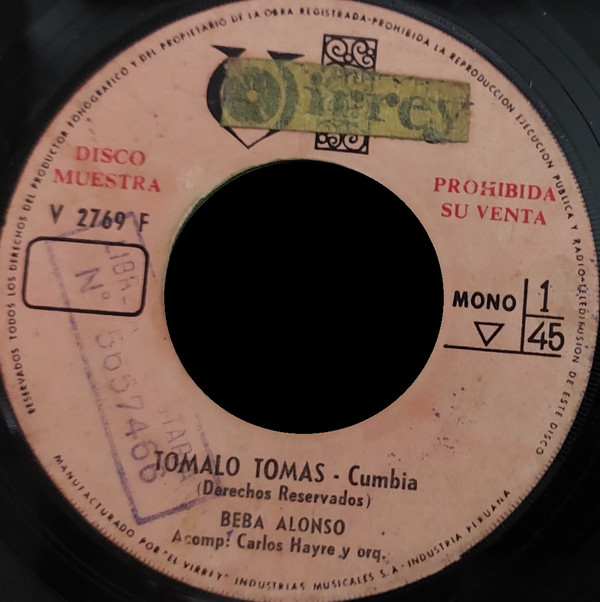 RESERVADOS TODOS LOS DERECHOS DEL PRODUCTOR FONOGRAFICO Y DEL PROPIETARIO DE LA OBRA REGISTRADA-PROHIBIDA LA REPRODUCCION EJECUCION PUBLICA Y RADIO-TELEDIFUSION DE ESTE DISCO
Virrey
DISCO
MUESTRA
PROHIBIDA
SU VENTA
V 2769 F
MONO 1
45
Nº 5657466
TOMALO TOMAS - Cumbia
(Derechos Reservados)
BEBA ALONSO
Acomp: Carlos Hayre y orq.
MANUFACTURADO POR "EL VIRREY" INDUSTRIAS MUSICALES S.A.-INDUSTRIA PERUANA